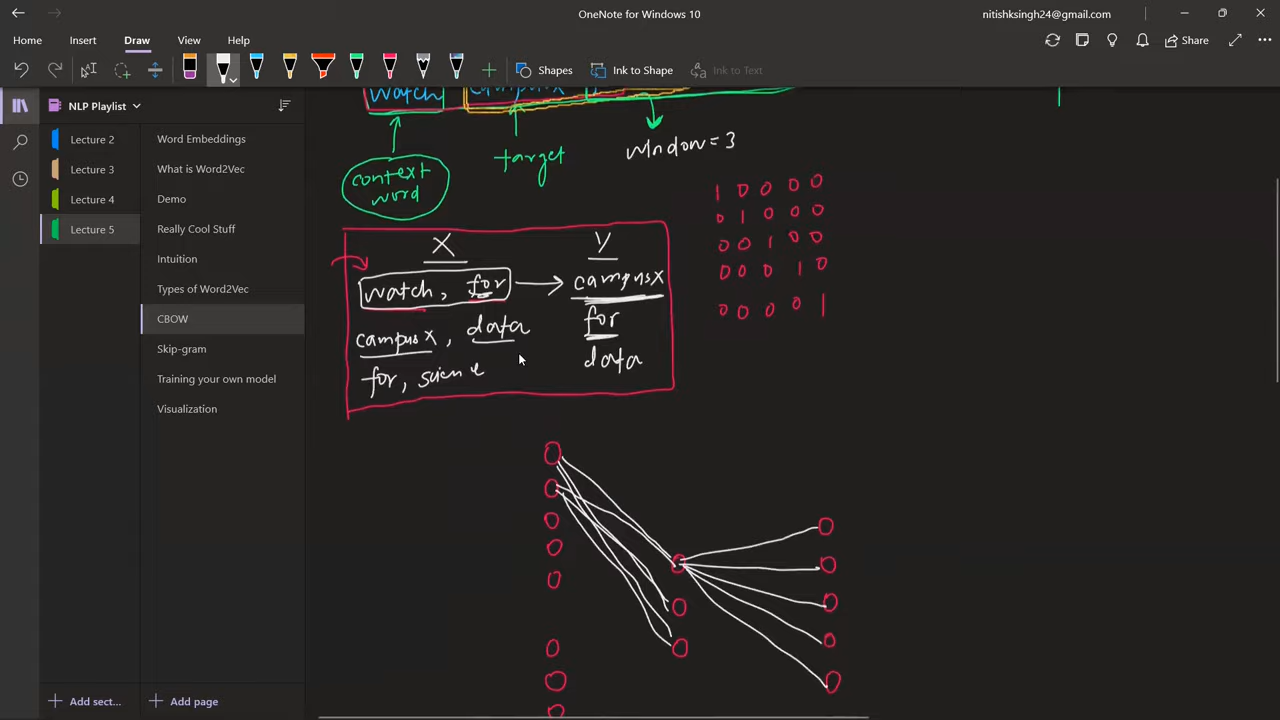 OneNote for Windows 10
nitishksingh24@gmail.com
Home Insert Draw View Help
Share
Shapes Ink to Shape Ink to Text
NLP Playlist
Lecture 2
Lecture 3
Lecture 4
Lecture 5
Word Embeddings
What is Word2Vec
Demo
Really Cool Stuff
Intuition
Types of Word2Vec
CBOW
Skip-gram
Training your own model
Visualization
Add sect...
Add page
watch campusx
context
word
target
window = 3
X Y
watch, for campusx
campusx, data for
for, science data
1 0 0 0 0
0 1 0 0 0
0 0 1 0 0
0 0 0 1 0
0 0 0 0 1